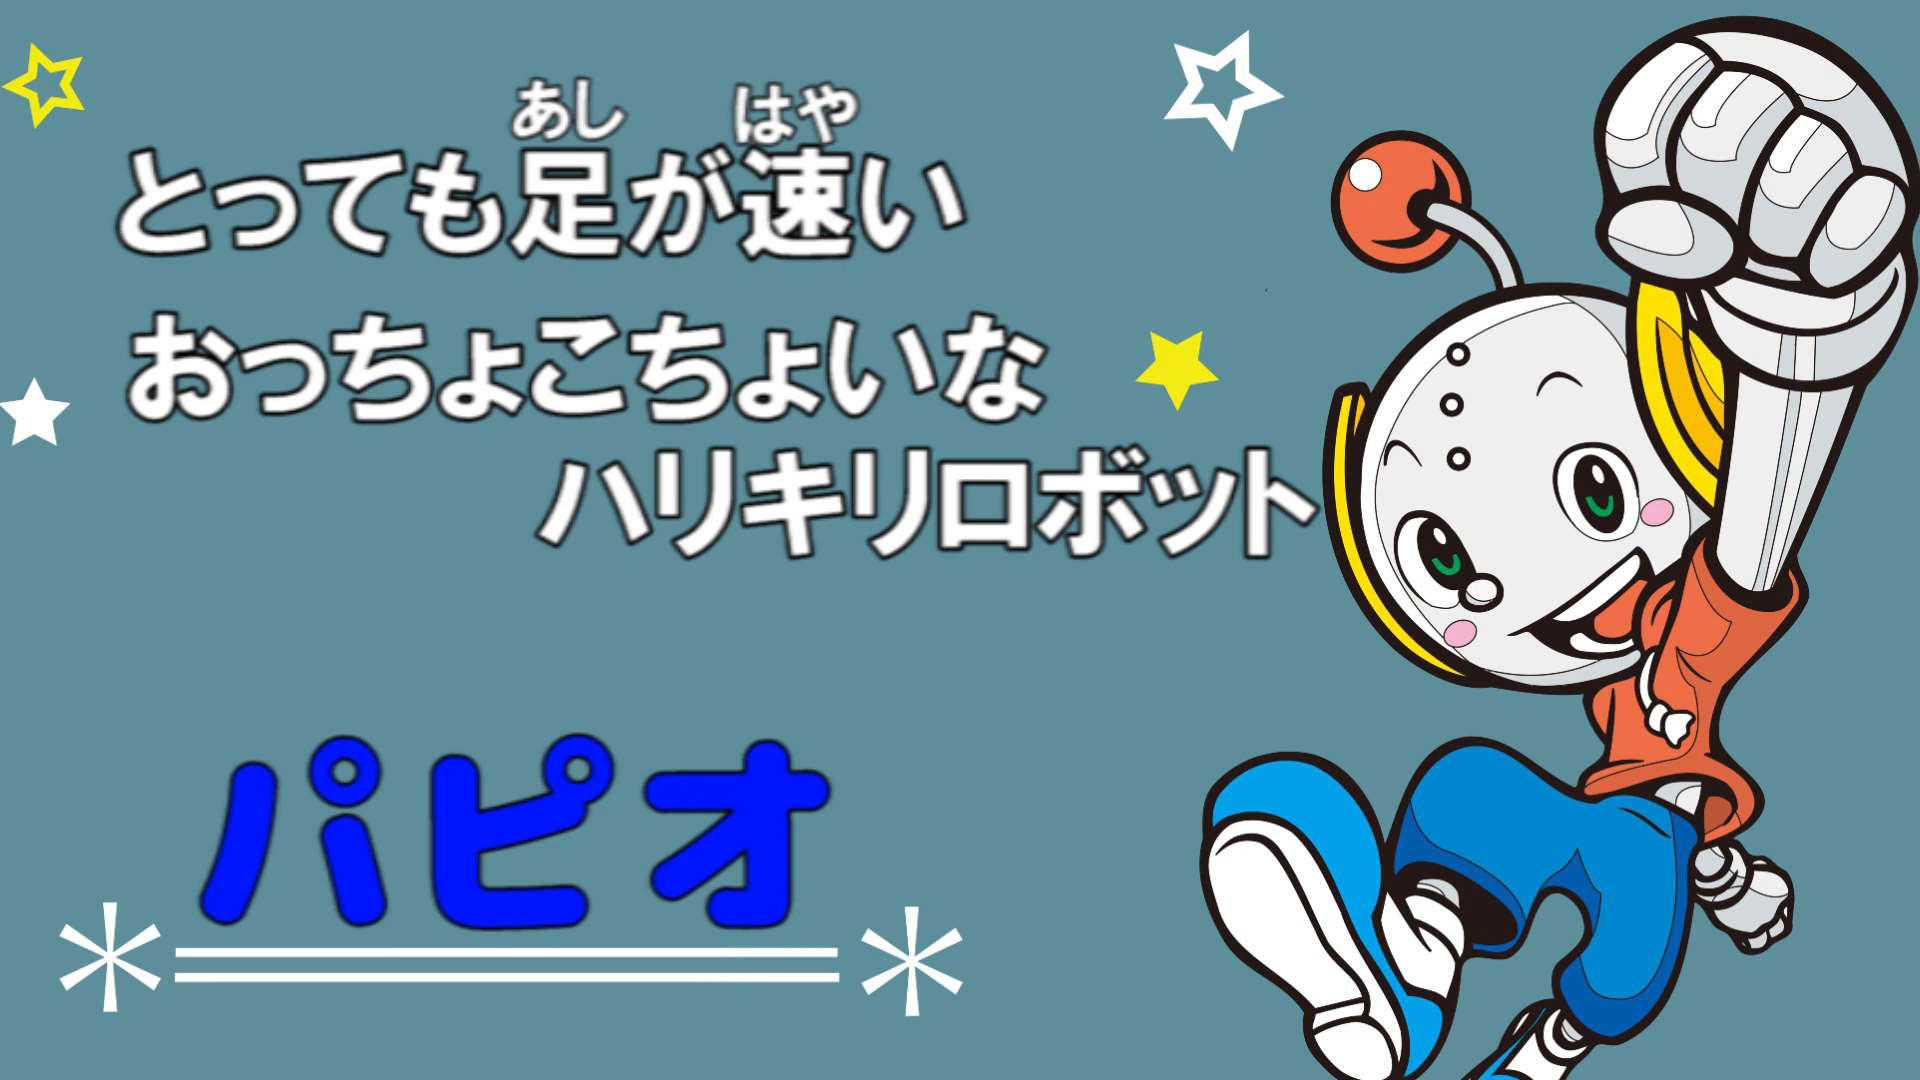 あし　はや
とっても足が速い
おっちょこちょいな
ハリキリロボット
パピオ